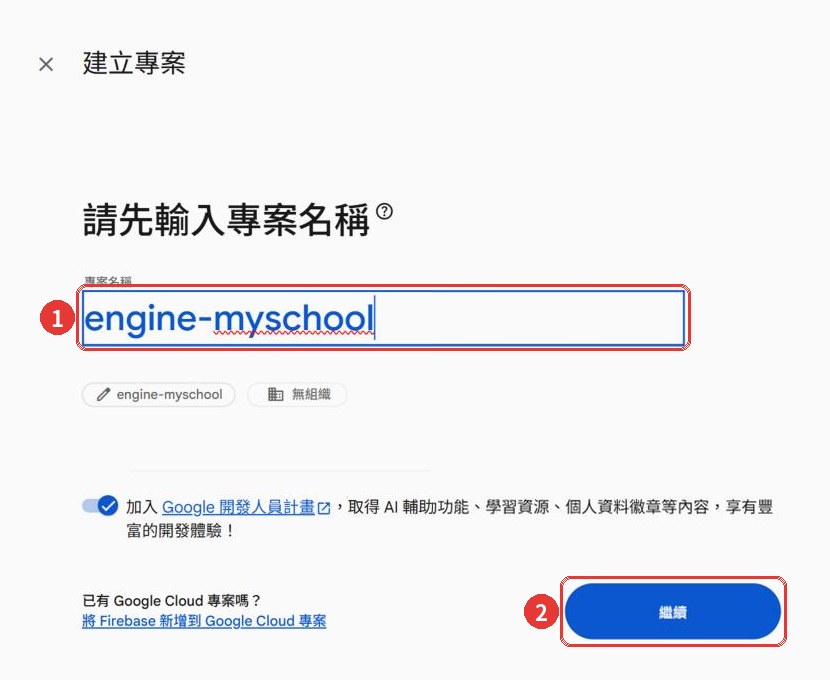 建立專案
請先輸入專案名稱
專案名稱
1
engine-myschool
engine-myschool
無組織
加入 Google 開發人員計畫，取得 AI 輔助功能、學習資源、個人資料徽章等內容，享有豐
富的開發體驗！
已有 Google Cloud 專案嗎？
將 Firebase 新增到 Google Cloud 專案
2
繼續